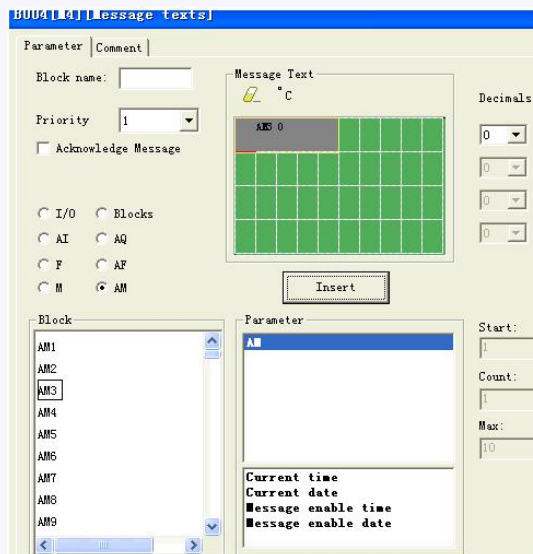 B004[M4][Message texts]
Parameter
Comment
Block name:
Priority
1
Acknowledge Message
I/O
Blocks
AI
AQ
F
AF
M
AM
Message Text
°C
AM3 0
Decimals
0
0
0
0
Insert
Block
AM1
AM2
AM3
AM4
AM5
AM6
AM7
AM8
AM9
Parameter
AM
Current time
Current date
Message enable time
Message enable date
Start:
1
Count:
1
Max:
10